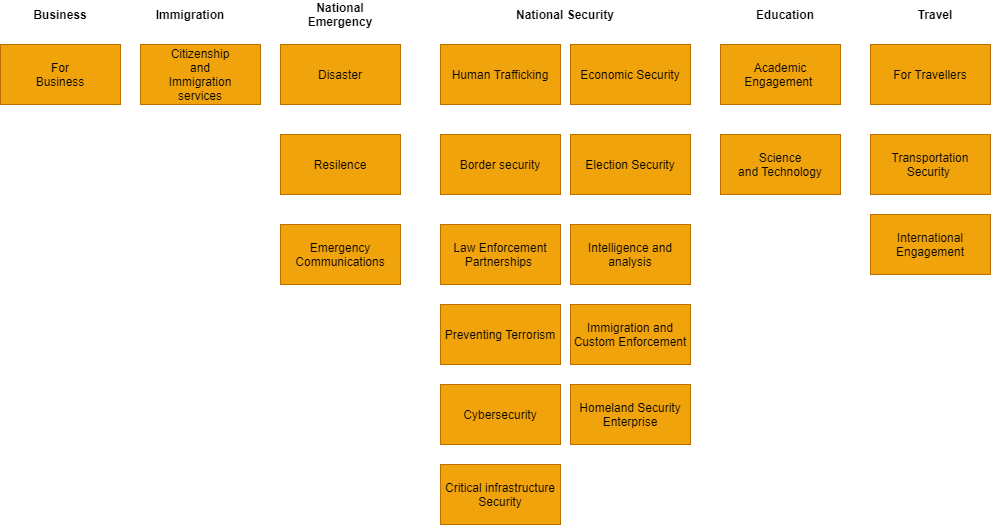 Business
Immigration
National
Emergency
National Security
Education
Travel
For
Business
Citizenship
and
Immigration
services
Disaster
Human Trafficking
Economic Security
Academic
Engagement
For Travellers
Resilence
Border security
Election Security
Science
and Technology
Transportation
Security
Emergency
Communications
Law Enforcement
Partnerships
Intelligence and
analysis
International
Engagement
Preventing Terrorism
Immigration and
Custom Enforcement
Cybersecurity
Homeland Security
Enterprise
Critical infrastructure
Security